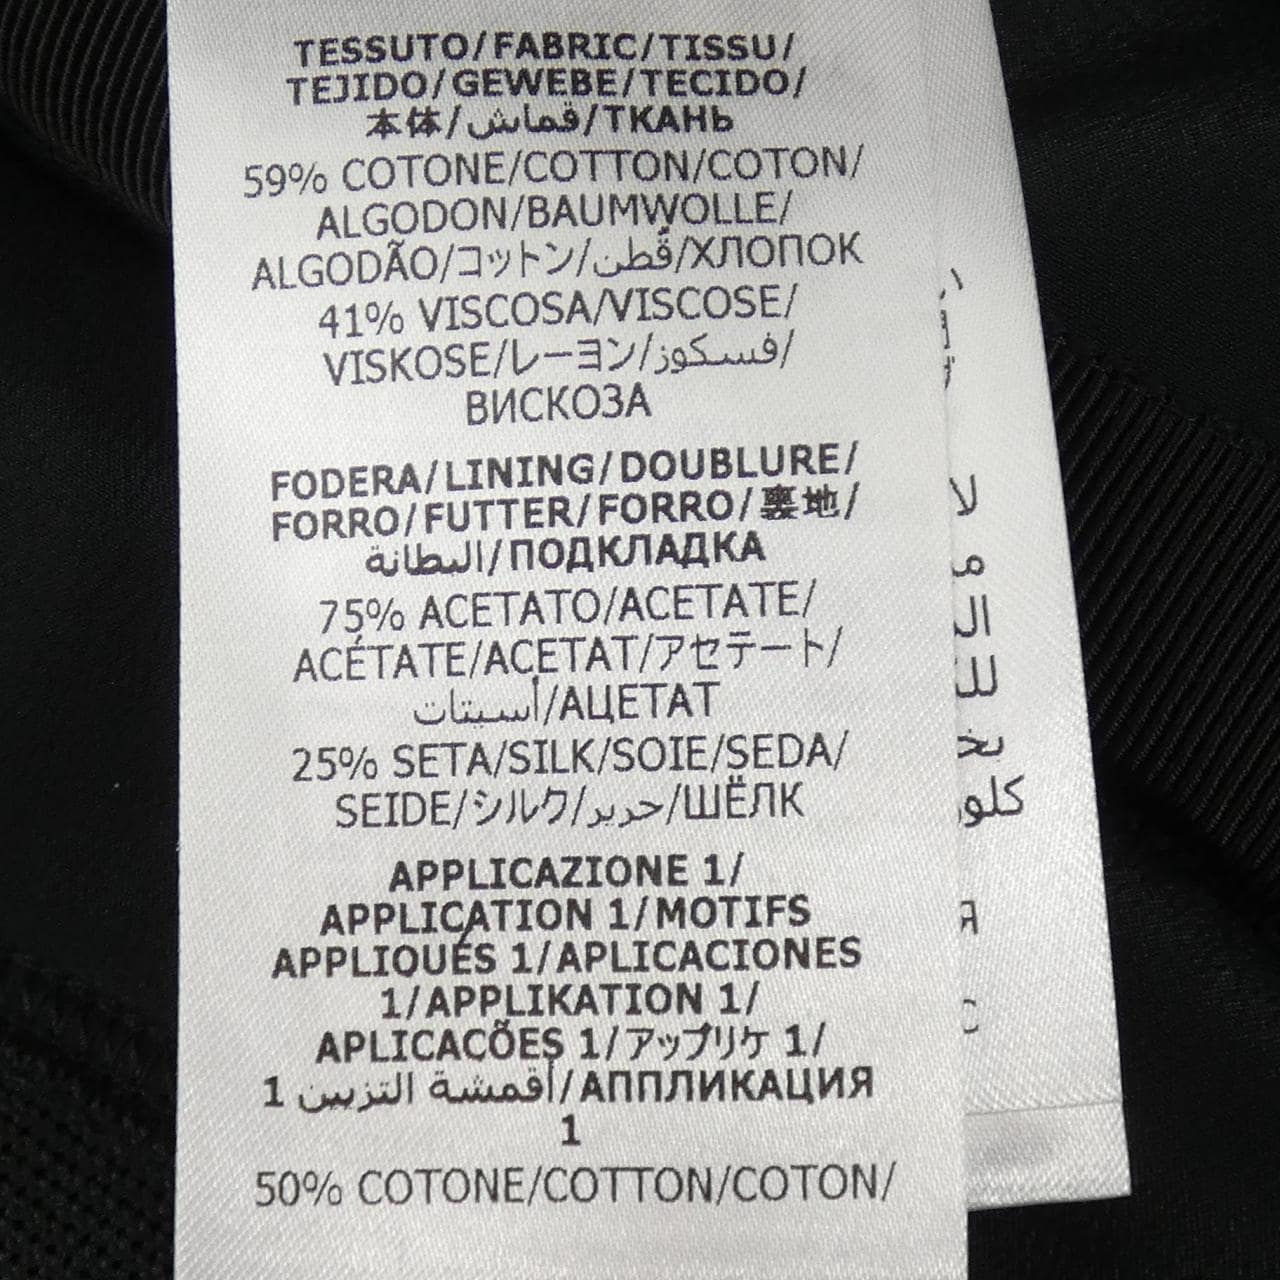 TESSUTO/FABRIC/TISSU/
TEJIDO/GEWEBE/TECIDO/
本体/قماش/ТКАНЬ
59% COTONE/COTTON/COTON/
ALGODON/BAUMWOLLE/
ALGODÃO/コットン/قُطن/ХЛОПОК
41% VISCOSA/VISCOSE/
VISKOSE/レーヨン/فسكوز/
ВИСКОЗА
FODERA/LINING/DOUBLURE/
FORRO/FUTTER/FORRO/裏地/
البطانة/ПОДКЛАДКА
75% ACETATO/ACETATE/
ACÉTATE/ACETAT/アセテート/
أسيتات/АЦЕТАТ
25% SETA/SILK/SOIE/SEDA/
SEIDE/シルク/حرير/ШЁЛК
APPLICAZIONE 1/
APPLICATION 1/MOTIFS
APPLIQUÉS 1/APLICACIONES
1/APPLIKATION 1/
APLICACÕES 1/アップリケ 1/
أقمشة التزيين 1/АППЛИКАЦИЯ
1
50% COTONE/COTTON/COTON/